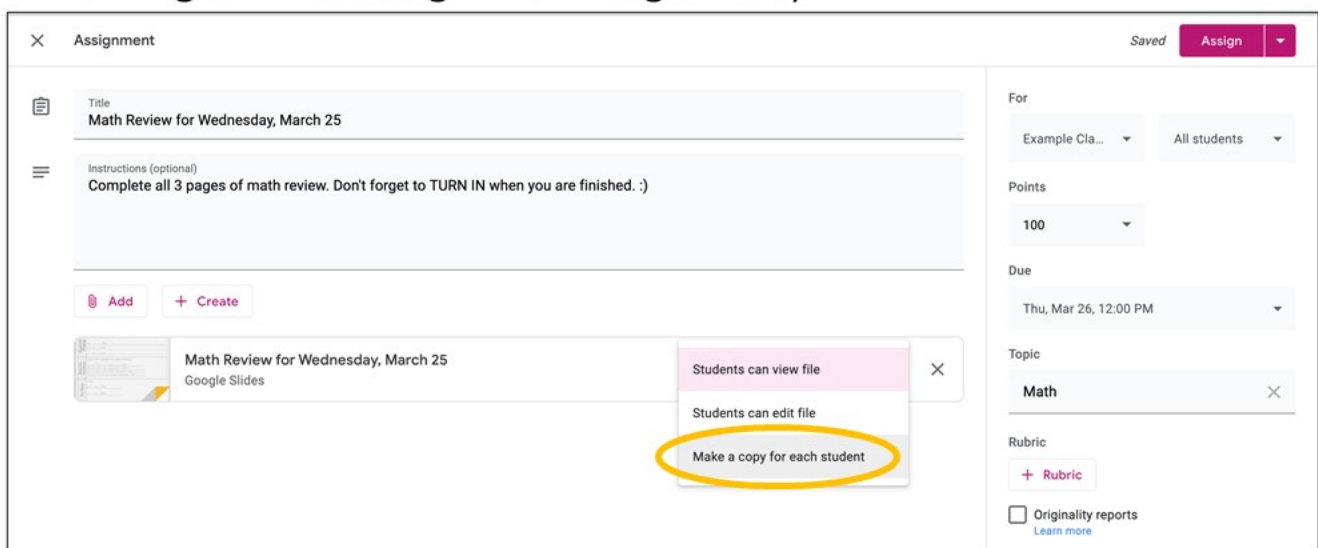 Assignment
Saved
Assign
Title
Math Review for Wednesday, March 25
Instructions (optional)
Complete all 3 pages of math review. Don't forget to TURN IN when you are finished. :)
Add
+ Create
Math Review for Wednesday, March 25
Google Slides
Students can view file
Students can edit file
Make a copy for each student
For
Example Cla...
All students
Points
100
Due
Thu, Mar 26, 12:00 PM
Topic
Math
Rubric
+ Rubric
Originality reports
Learn more